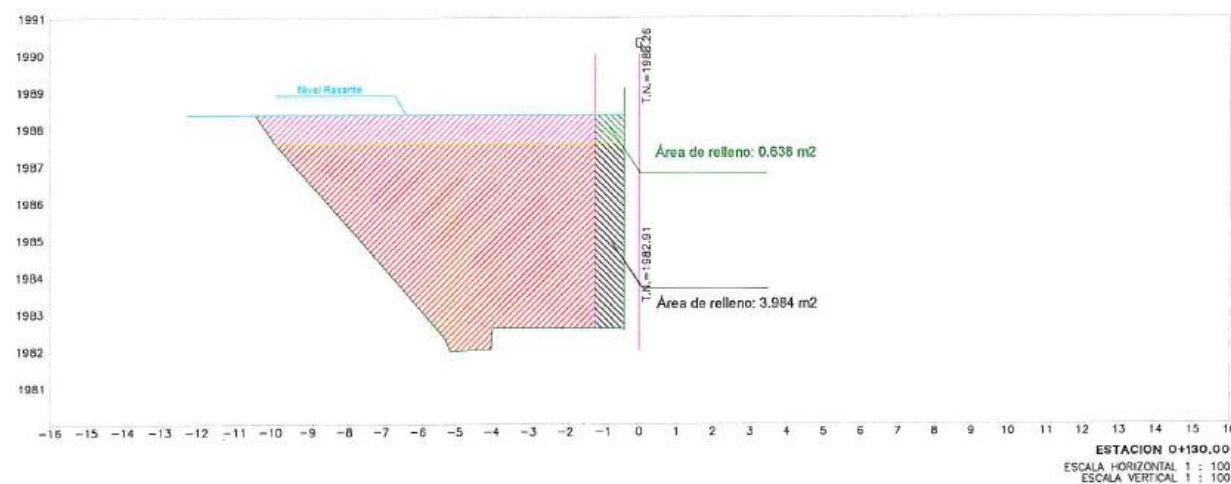 1991
1990
1989
1988
1987
1986
1985
1984
1983
1982
1981
Nivel Rasante
T.N.=1988.26
Área de relleno: 0.638 m2
T.N.=1982.91
Área de relleno: 3.984 m2
-16 -15 -14 -13 -12 -11 -10 -9 -8 -7 -6 -5 -4 -3 -2 -1 0 1 2 3 4 5 6 7 8 9 10 11 12 13 14 15 16
ESTACION 0+130.00
ESCALA HORIZONTAL 1 : 100
ESCALA VERTICAL 1 : 100